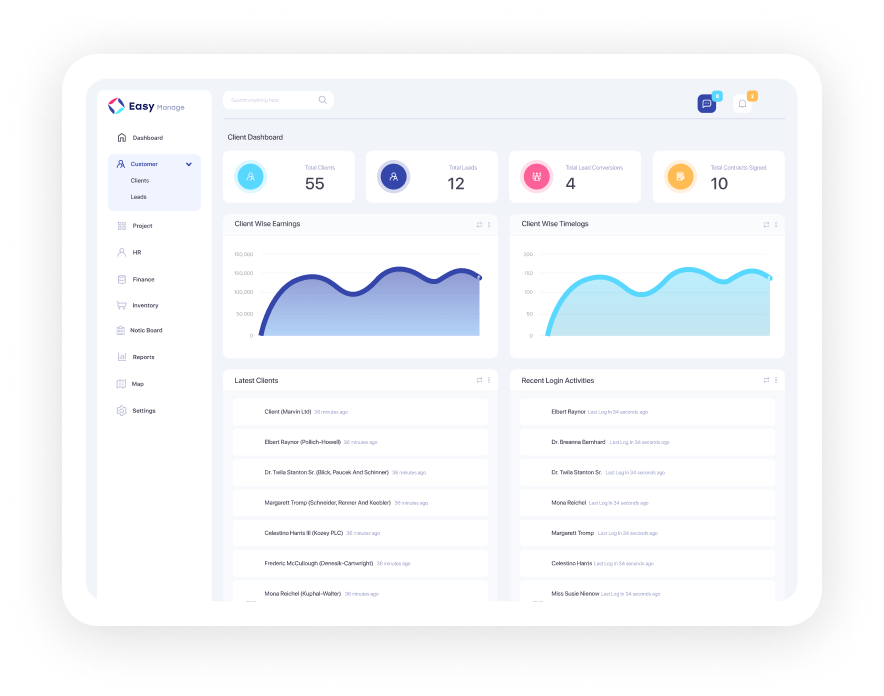 Easy Manage
Search anything here
8
2
Dashboard
Customer
Clients
Leads
Project
HR
Finance
Inventory
Notic Board
Reports
Map
Settings
Client Dashboard
Total Clients
55
Total Leads
12
Total Lead Conversions
4
Total Contracts Signed
10
Client Wise Earnings
150,000
150,000
100,000
50,000
0
Client Wise Timelogs
200
150
100
50
0
Latest Clients
Client (Marvin Ltd) 36 minutes ago
Elbert Raynor (Pollich-Howell) 36 minutes ago
Dr. Twila Stanton Sr. (Blick, Paucek And Schinner) 36 minutes ago
Margarett Tromp (Schneider, Renner And Keebler) 36 minutes ago
Celestino Harris III (Kozey PLC) 36 minutes ago
Frederic McCullough (Denesik-Cartwright) 36 minutes ago
Mona Reichel (Kuphal-Walter) 36 minutes ago
Recent Login Activities
Elbert Raynor Last Log In 34 seconds ago
Dr. Breanna Bernhard Last Log In 34 seconds ago
Dr. Twila Stanton Sr. Last Log In 34 seconds ago
Mona Reichel Last Log In 34 seconds ago
Margarett Tromp Last Log In 34 seconds ago
Celestino Harris Last Log In 34 seconds ago
Miss Susie Nienow Last Log In 34 seconds ago